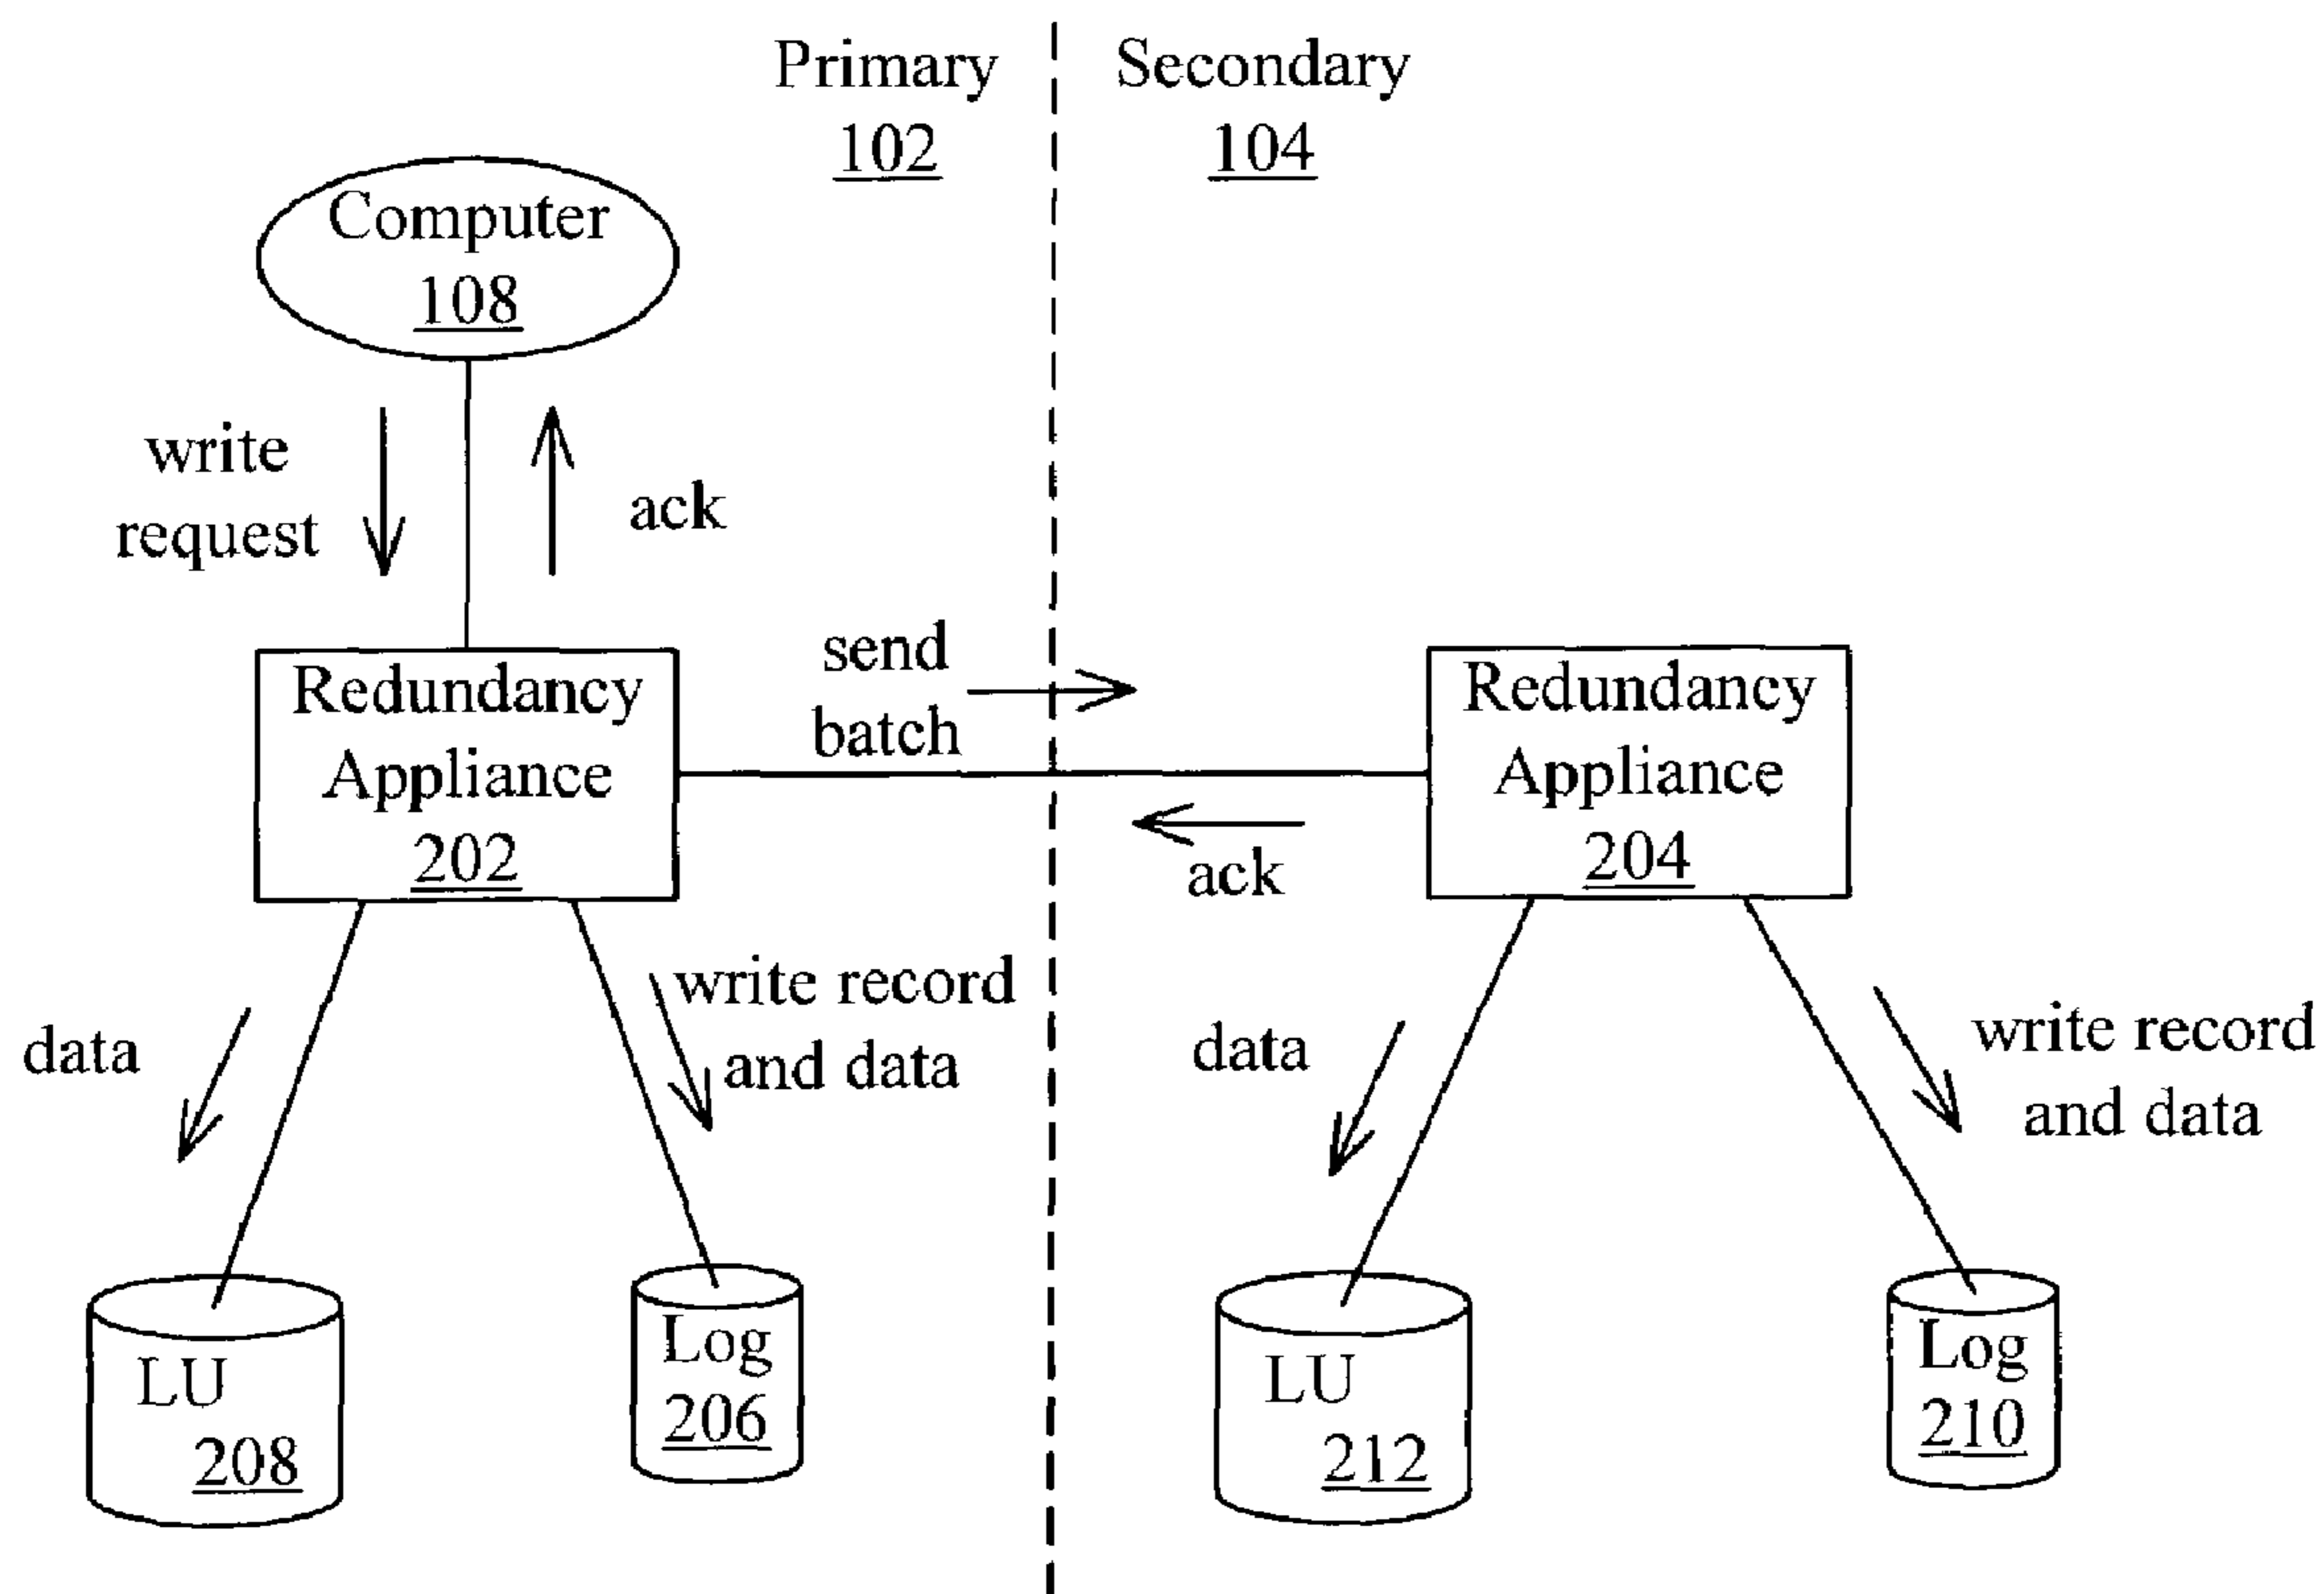 Primary
102
Secondary
104
Computer
108
write
request
ack
send
batch
ack
Redundancy
Appliance
202
Redundancy
Appliance
204
data
write record
and data
data
write record
and data
LU
208
Log
206
LU
212
Log
210